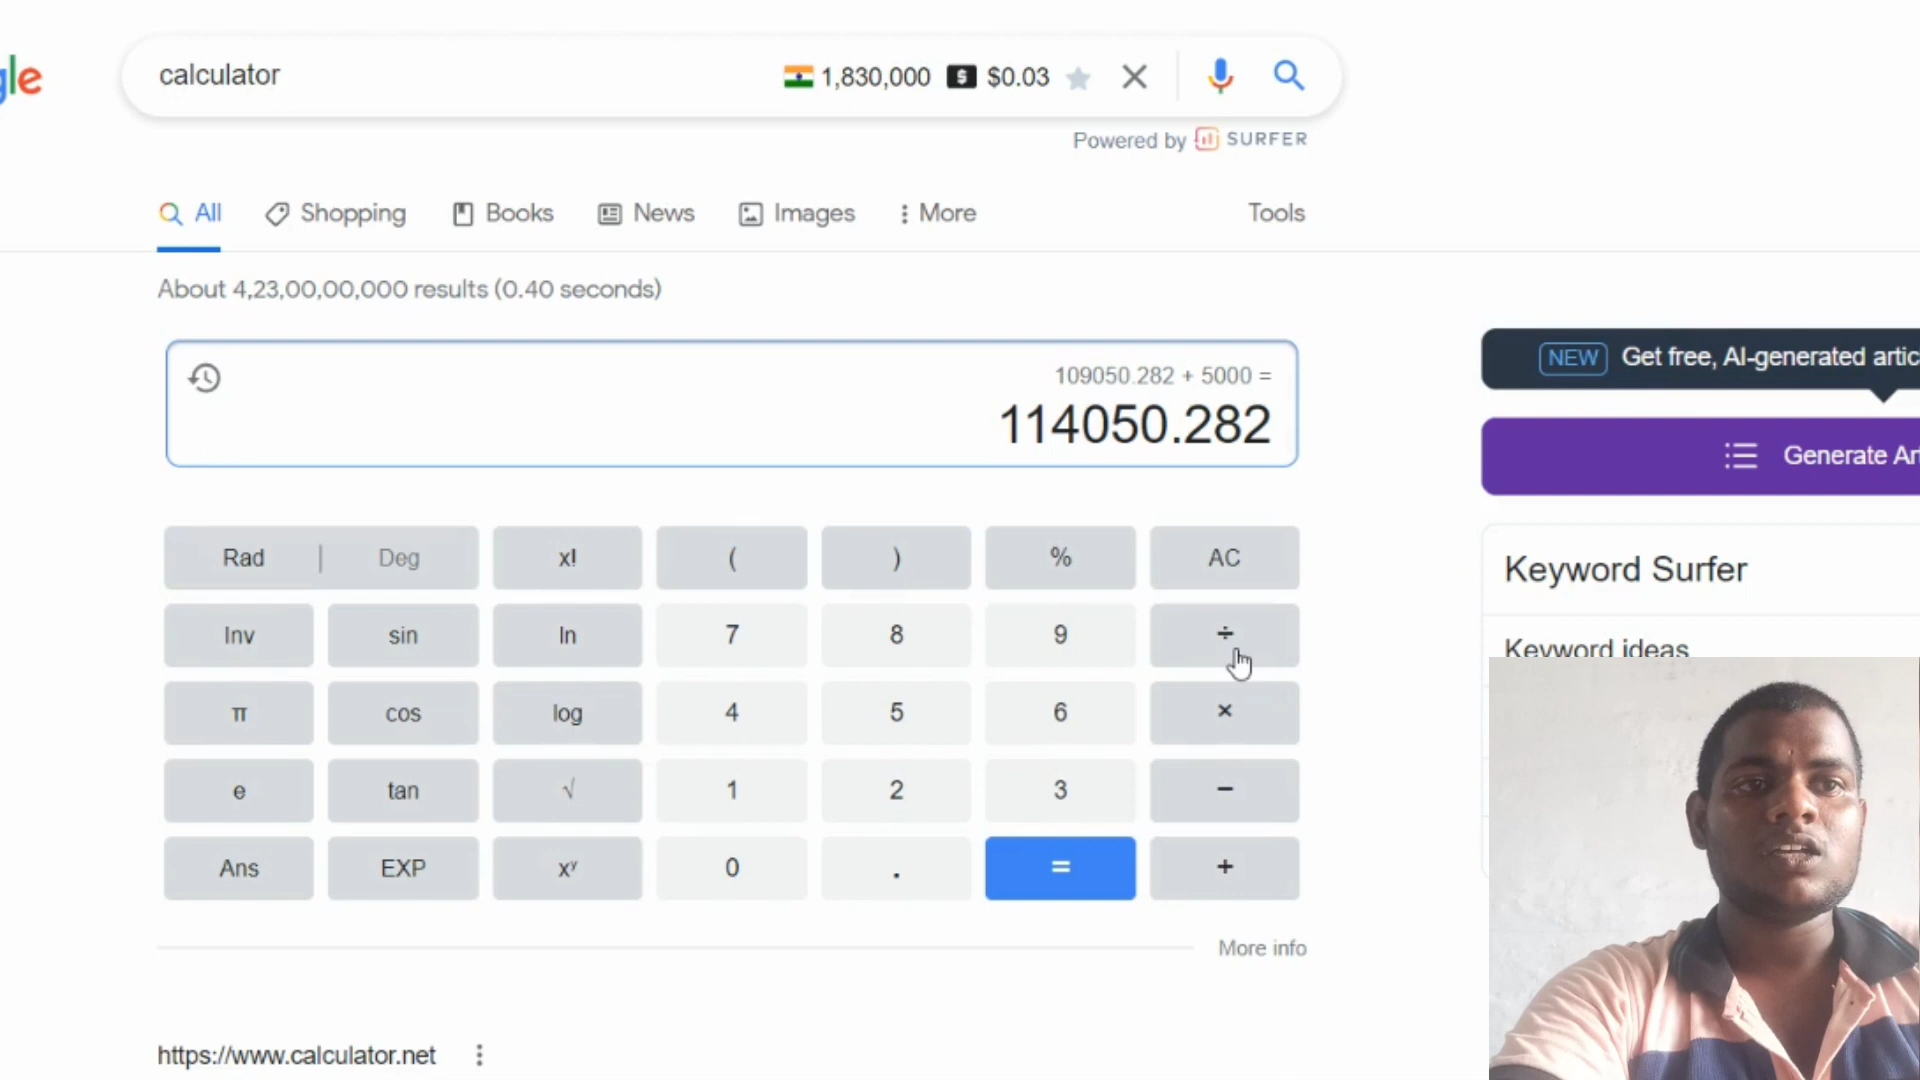 gle
calculator
1,830,000 $ $0.03
Powered by SURFER
All Shopping Books News Images More Tools
About 4,23,00,00,000 results (0.40 seconds)
109050.282 + 5000 =
114050.282
NEW Get free, AI-generated artic
Generate Ar
Rad | Deg x! ( ) % AC
Inv sin ln 7 8 9 ÷
π cos log 4 5 6 ×
e tan √ 1 2 3 −
Ans EXP xʸ 0 . = +
Keyword Surfer
Keyword ideas
More info
https://www.calculator.net